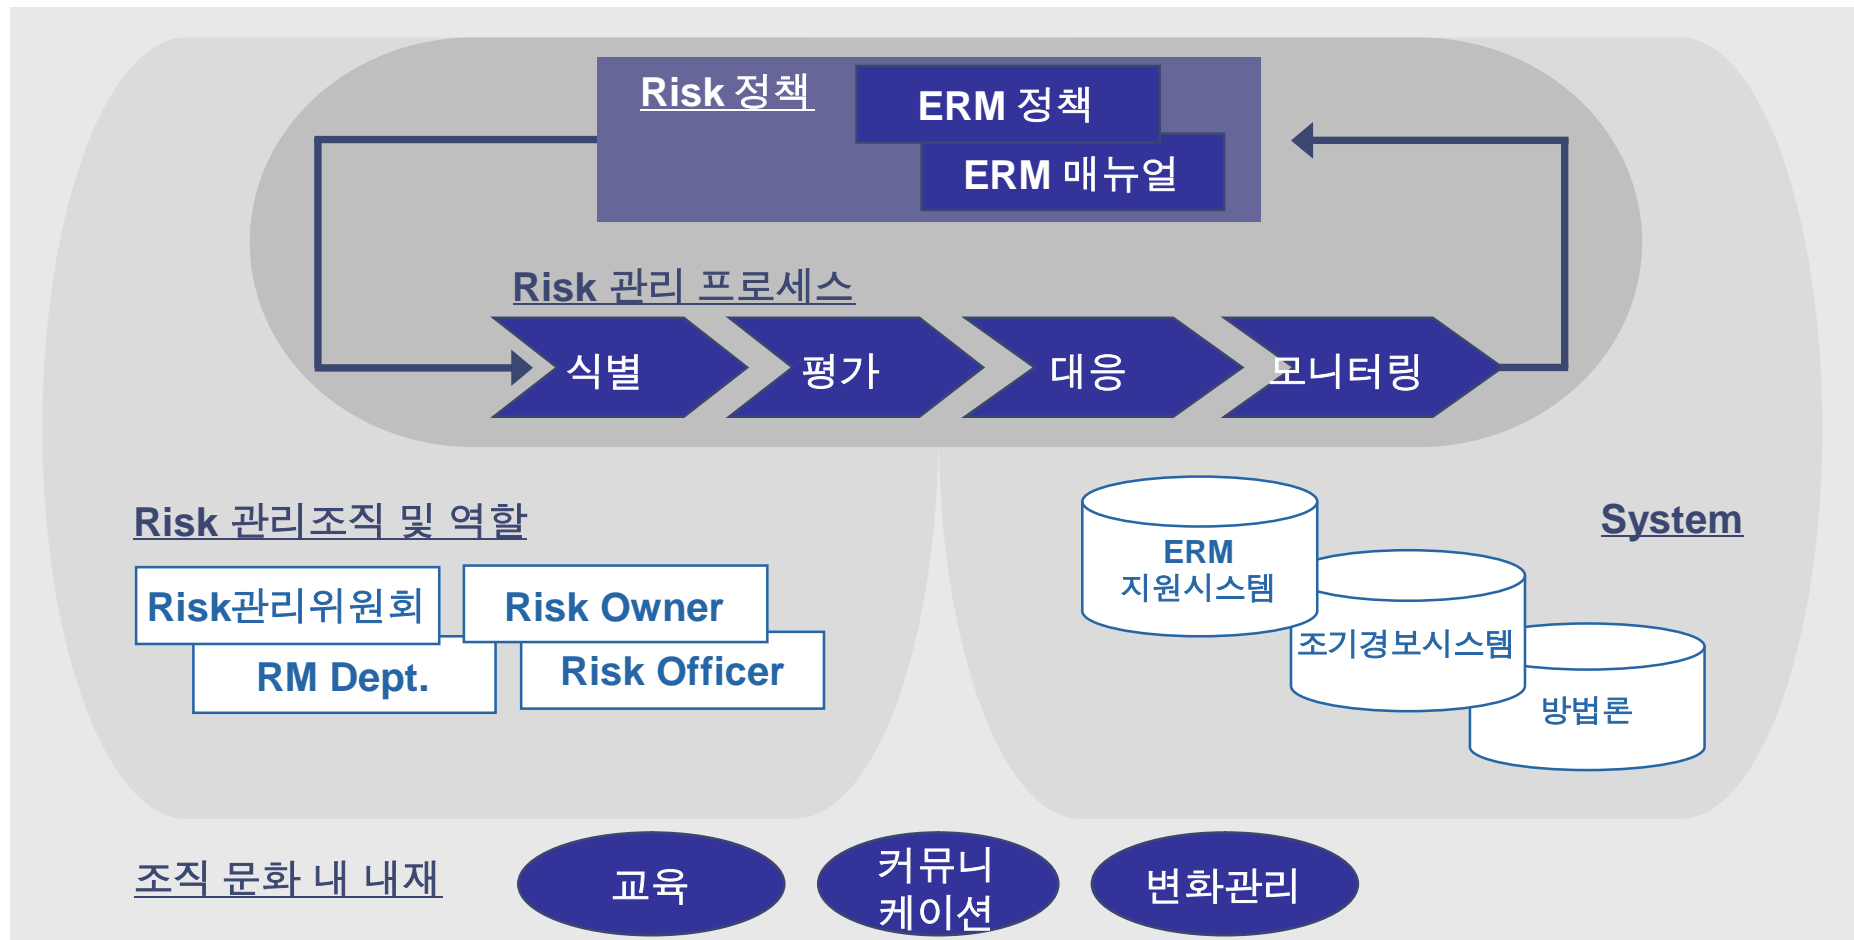 Risk 정책
ERM 정책
ERM 매뉴얼
Risk 관리 프로세스
식별
평가
대응
모니터링
Risk 관리조직 및 역할
Risk관리위원회
Risk Owner
RM Dept.
Risk Officer
System
ERM
지원시스템
조기경보시스템
방법론
조직 문화 내 내재
교육
커뮤니
케이션
변화관리